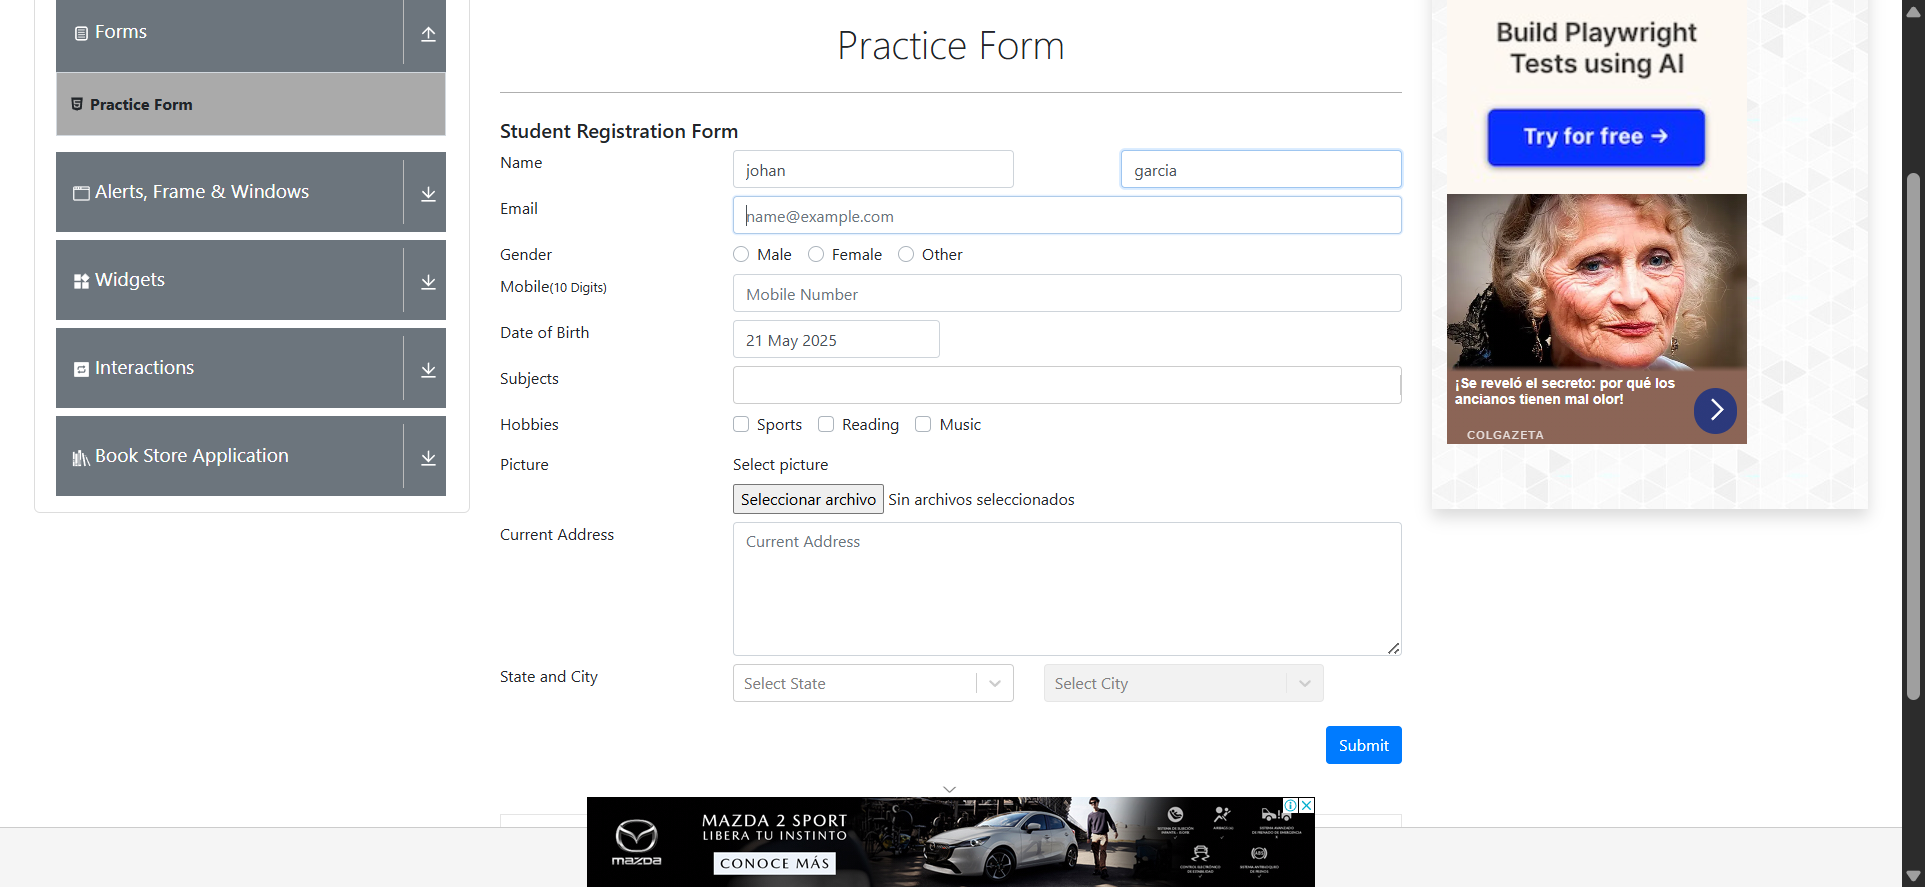 Forms
Practice Form
Alerts, Frame & Windows
Widgets
Interactions
Book Store Application
Practice Form
Student Registration Form
Name
johan
garcia
Email
name@example.com
Gender
Male
Female
Other
Mobile(10 Digits)
Mobile Number
Date of Birth
21 May 2025
Subjects
Hobbies
Sports
Reading
Music
Picture
Select picture
Seleccionar archivo Sin archivos seleccionados
Current Address
Current Address
State and City
Select State
Select City
Submit
Build Playwright
Tests using AI
Try for free →
¡Se reveló el secreto: por qué los
ancianos tienen mal olor!
COLGAZETA
mazda
MAZDA 2 SPORT
LIBERA TU INSTINTO
CONOCE MÁS